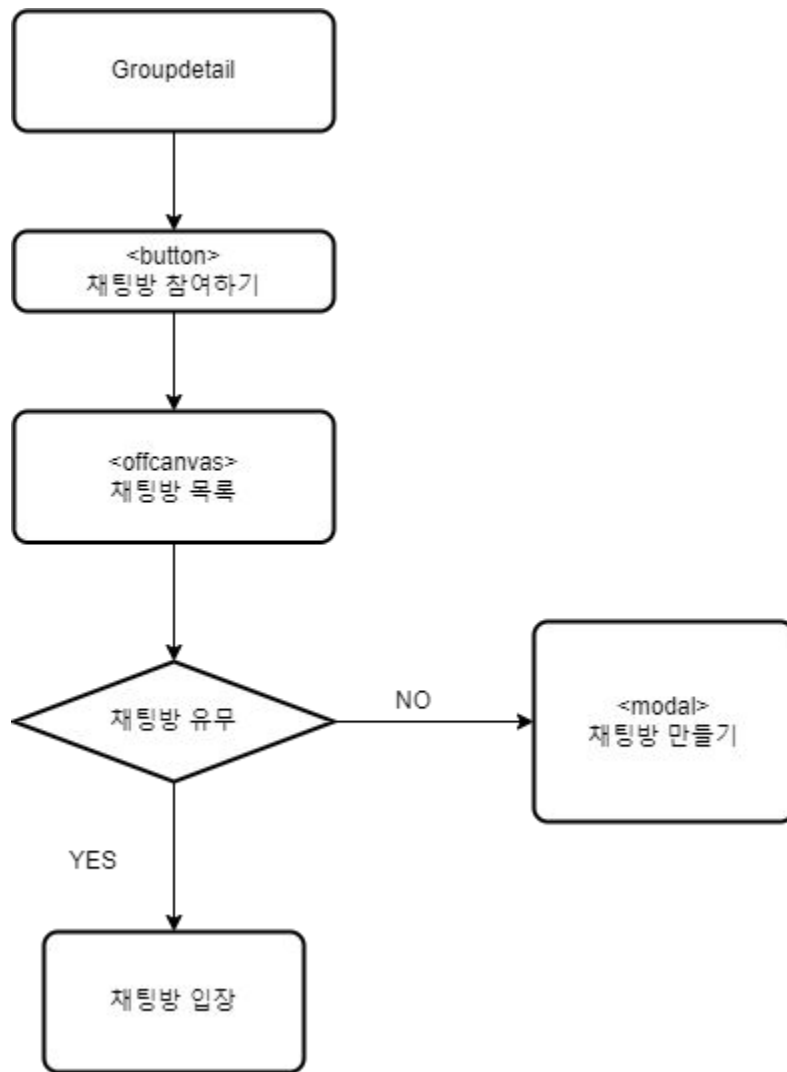 Groupdetail
<button>
채팅방 참여하기
<offcanvas>
채팅방 목록
채팅방 유무
NO
<modal>
채팅방 만들기
YES
채팅방 입장